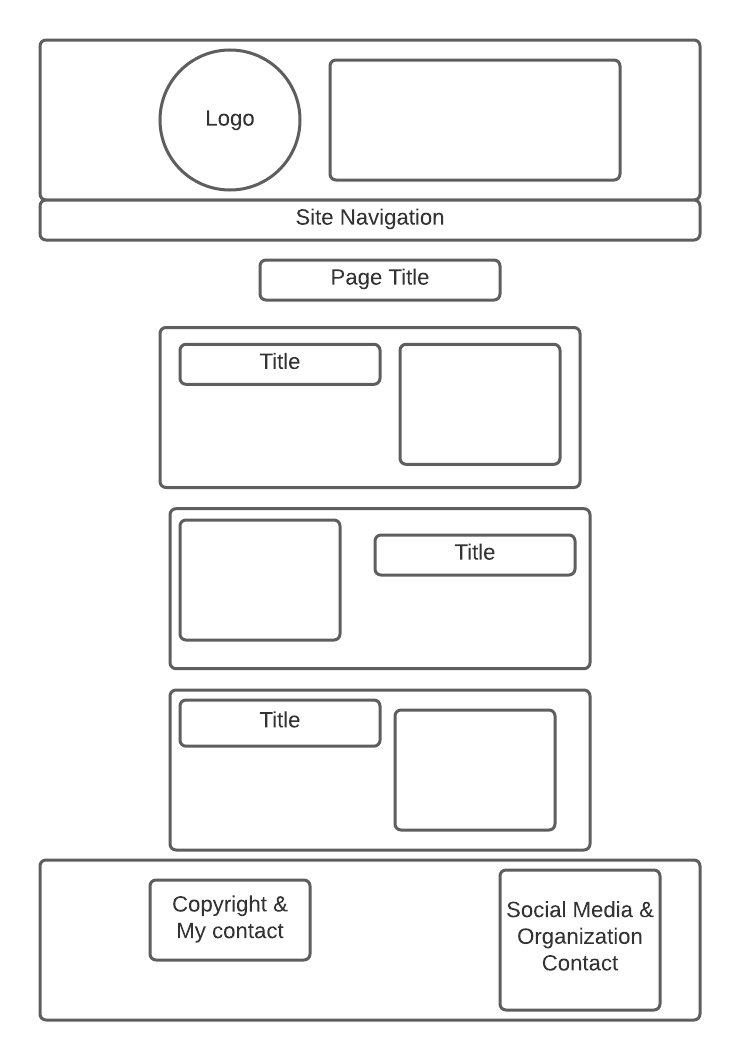 Logo
Site Navigation
Page Title
Title
Title
Title
Copyright &
My contact
Social Media &
Organization
Contact